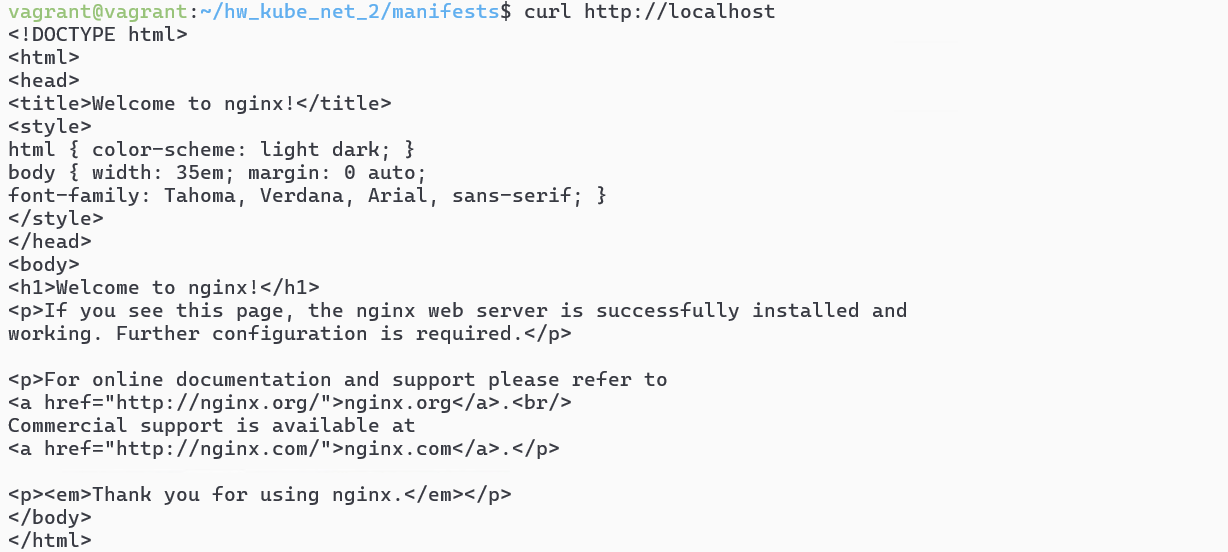 vagrant@vagrant:~/hw_kube_net_2/manifests$ curl http://localhost
<!DOCTYPE html>
<html>
<head>
<title>Welcome to nginx!</title>
<style>
html { color-scheme: light dark; }
body { width: 35em; margin: 0 auto;
font-family: Tahoma, Verdana, Arial, sans-serif; }
</style>
</head>
<body>
<h1>Welcome to nginx!</h1>
<p>If you see this page, the nginx web server is successfully installed and
working. Further configuration is required.</p>

<p>For online documentation and support please refer to
<a href="http://nginx.org/">nginx.org</a>.<br/>
Commercial support is available at
<a href="http://nginx.com/">nginx.com</a>.</p>

<p><em>Thank you for using nginx.</em></p>
</body>
</html>